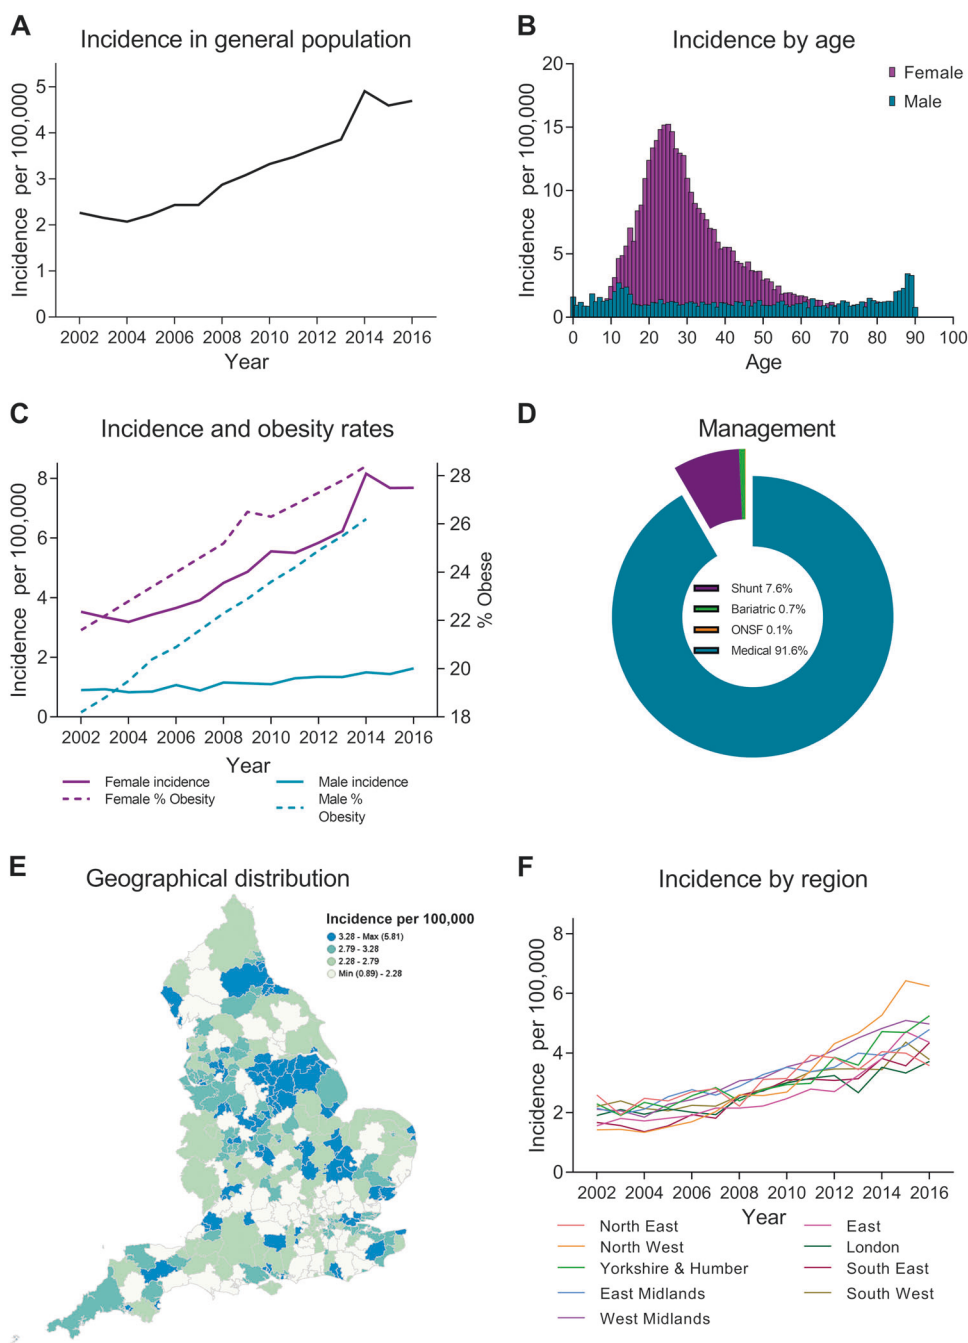 A
Incidence in general population
Incidence per 100,000
5
4
3
2
1
0
2002 2004 2006 2008 2010 2012 2014 2016
Year
B
Incidence by age
Incidence per 100,000
20
15
10
5
0
Female
Male
0 10 20 30 40 50 60 70 80 90 100
Age
C
Incidence and obesity rates
Incidence per 100,000
8
6
4
2
0
28
26
24
22
20
18
% Obese
2002 2004 2006 2008 2010 2012 2014 2016
Year
Female incidence
Female % Obesity
Male incidence
Male %
Obesity
D
Management
Shunt 7.6%
Bariatric 0.7%
ONSF 0.1%
Medical 91.6%
E
Geographical distribution
Incidence per 100,000
3.28 - Max (5.81)
2.79 - 3.28
2.28 - 2.79
Min (0.89) - 2.28
F
Incidence by region
Incidence per 100,000
8
6
4
2
0
2002 2004 2006 2008 2010 2012 2014 2016
Year
North East
North West
Yorkshire & Humber
East Midlands
West Midlands
East
London
South East
South West